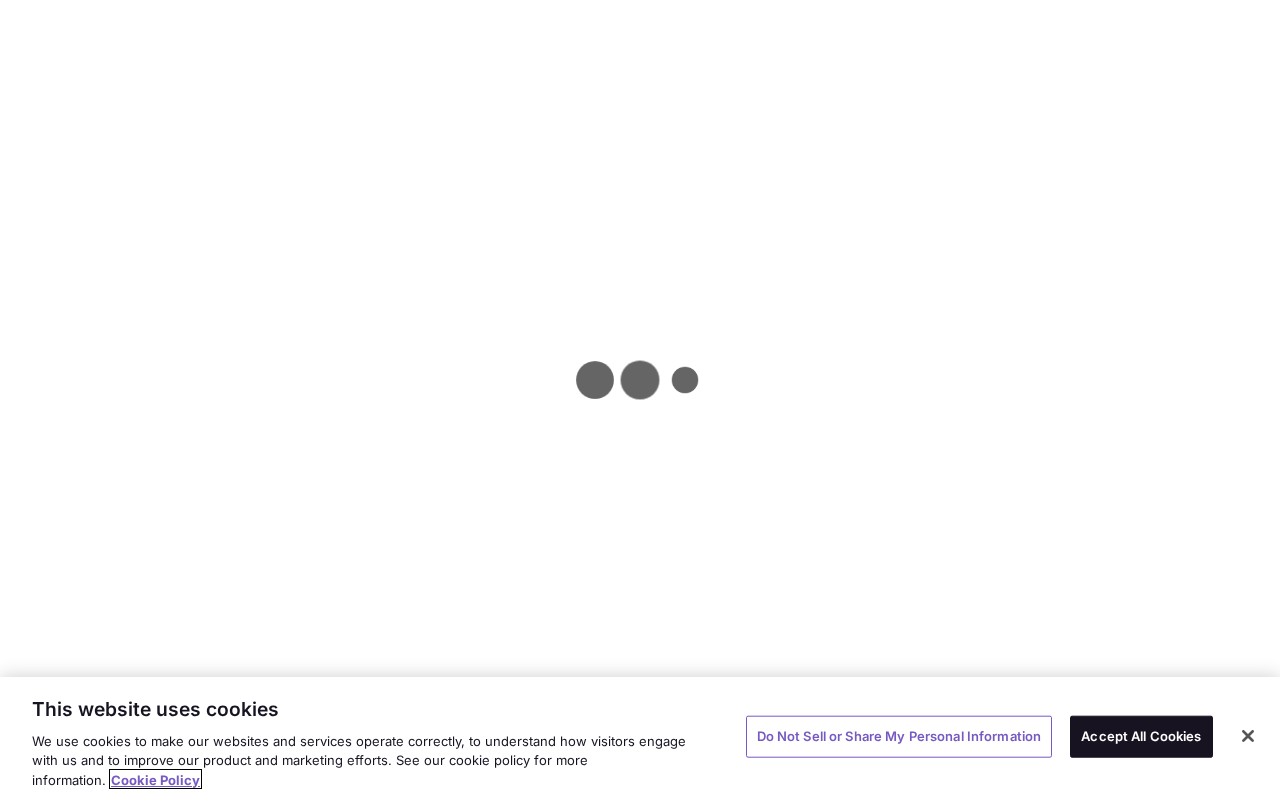 This website uses cookies
We use cookies to make our websites and services operate correctly, to understand how visitors engage
with us and to improve our product and marketing efforts. See our cookie policy for more
information. Cookie Policy
Do Not Sell or Share My Personal Information
Accept All Cookies